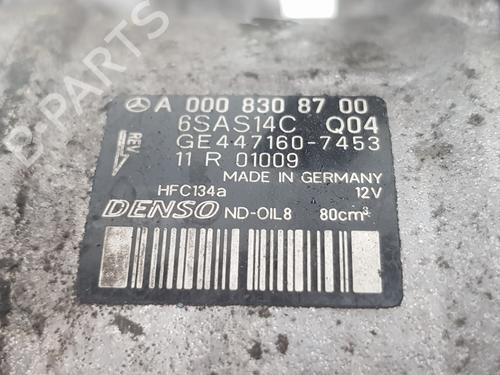 A 000 830 87 00
6SAS14C Q04
REV.
GE447160-7453
11 R 01009
MADE IN GERMANY
HFC134a 12V
DENSO ND-OIL8 80cm³